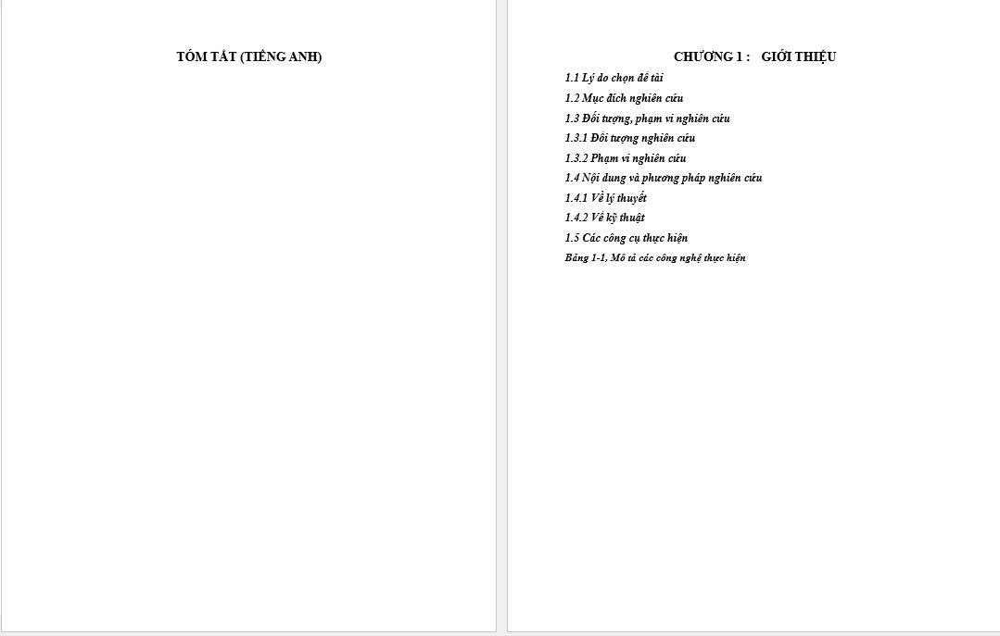 TÓM TẮT (TIẾNG ANH)
CHƯƠNG 1 : GIỚI THIỆU
1.1 Lý do chọn đề tài
1.2 Mục đích nghiên cứu
1.3 Đối tượng, phạm vi nghiên cứu
1.3.1 Đối tượng nghiên cứu
1.3.2 Phạm vi nghiên cứu
1.4 Nội dung và phương pháp nghiên cứu
1.4.1 Về lý thuyết
1.4.2 Về kỹ thuật
1.5 Các công cụ thực hiện
Bảng 1-1, Mô tả các công nghệ thực hiện